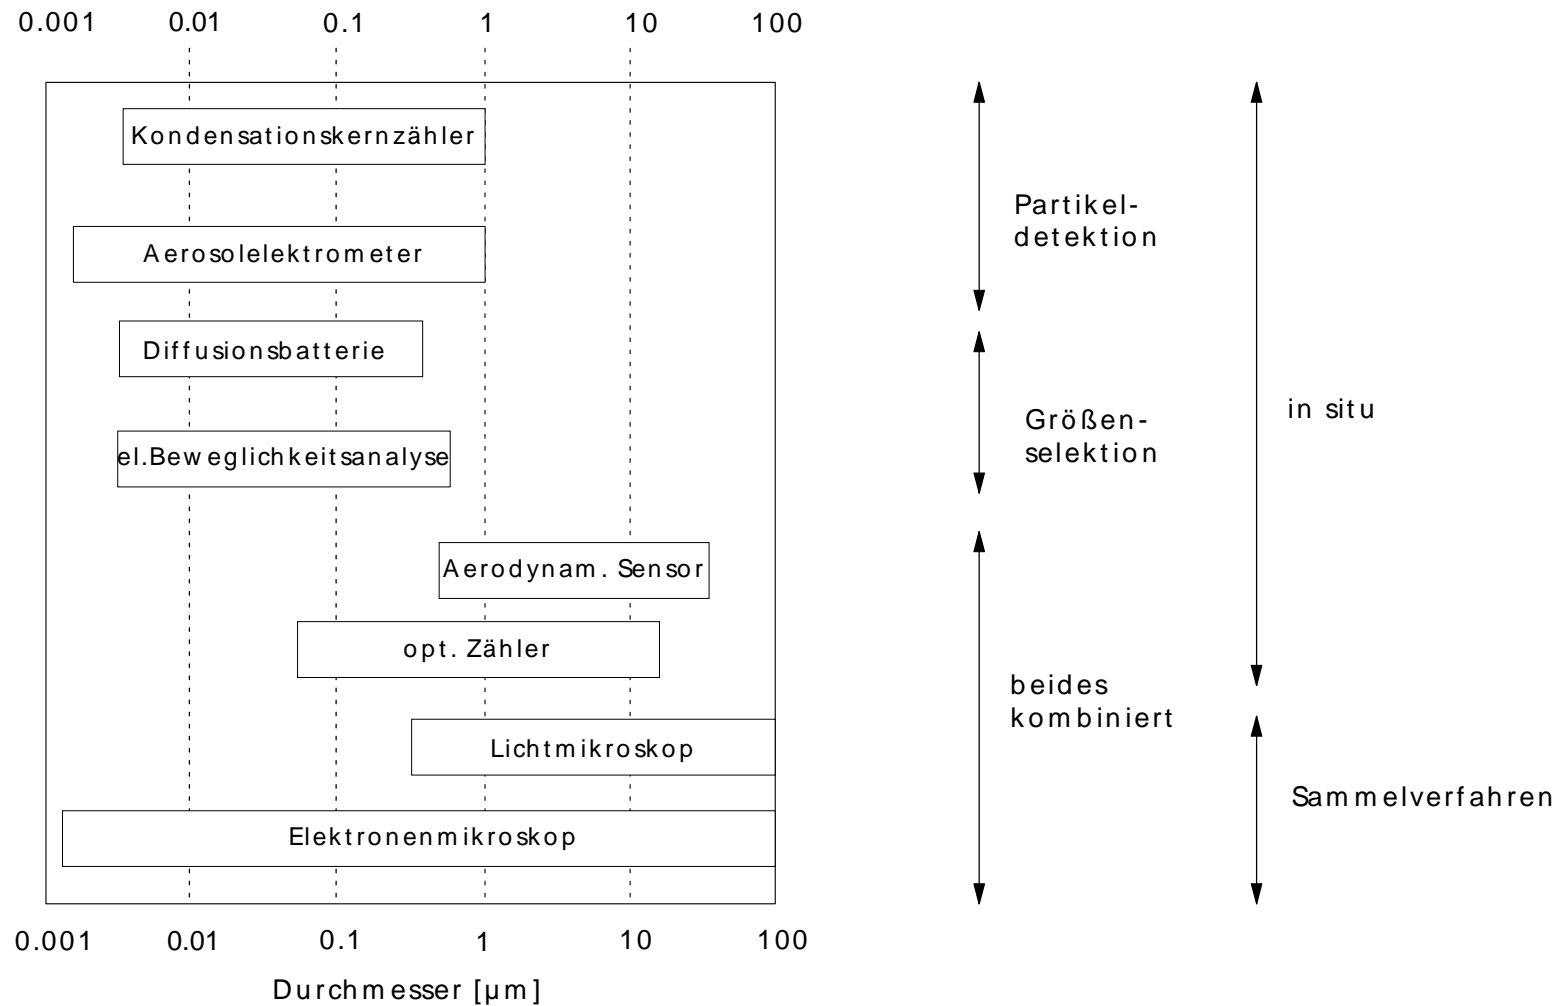 0.001 0.01 0.1 1 10 100
Kondensationskernzähler
Aerosolelektrometer
Diffusionsbatterie
el.Beweglichkeitsanalyse
Aerodynam. Sensor
opt. Zähler
Lichtmikroskop
Elektronenmikroskop
0.001 0.01 0.1 1 10 100
Durchmesser [µm]
Partikel-
detektion
Größen-
selektion
beides
kombiniert
in situ
Sammelverfahren